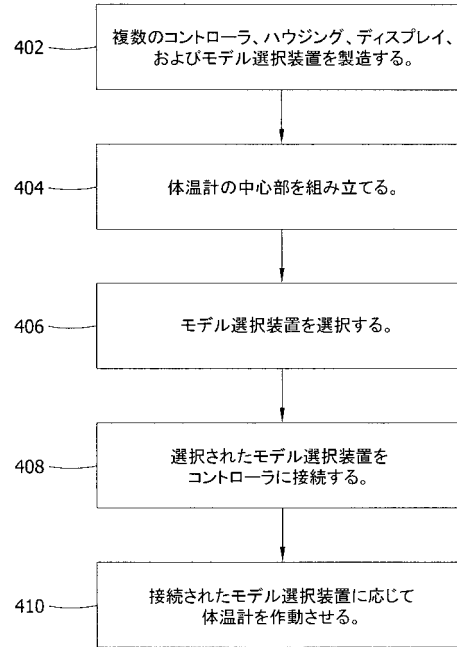 402
複数のコントローラ、ハウジング、ディスプレイ、
およびモデル選択装置を製造する。
404
体温計の中心部を組み立てる。
406
モデル選択装置を選択する。
408
選択されたモデル選択装置を
コントローラに接続する。
410
接続されたモデル選択装置に応じて
体温計を作動させる。